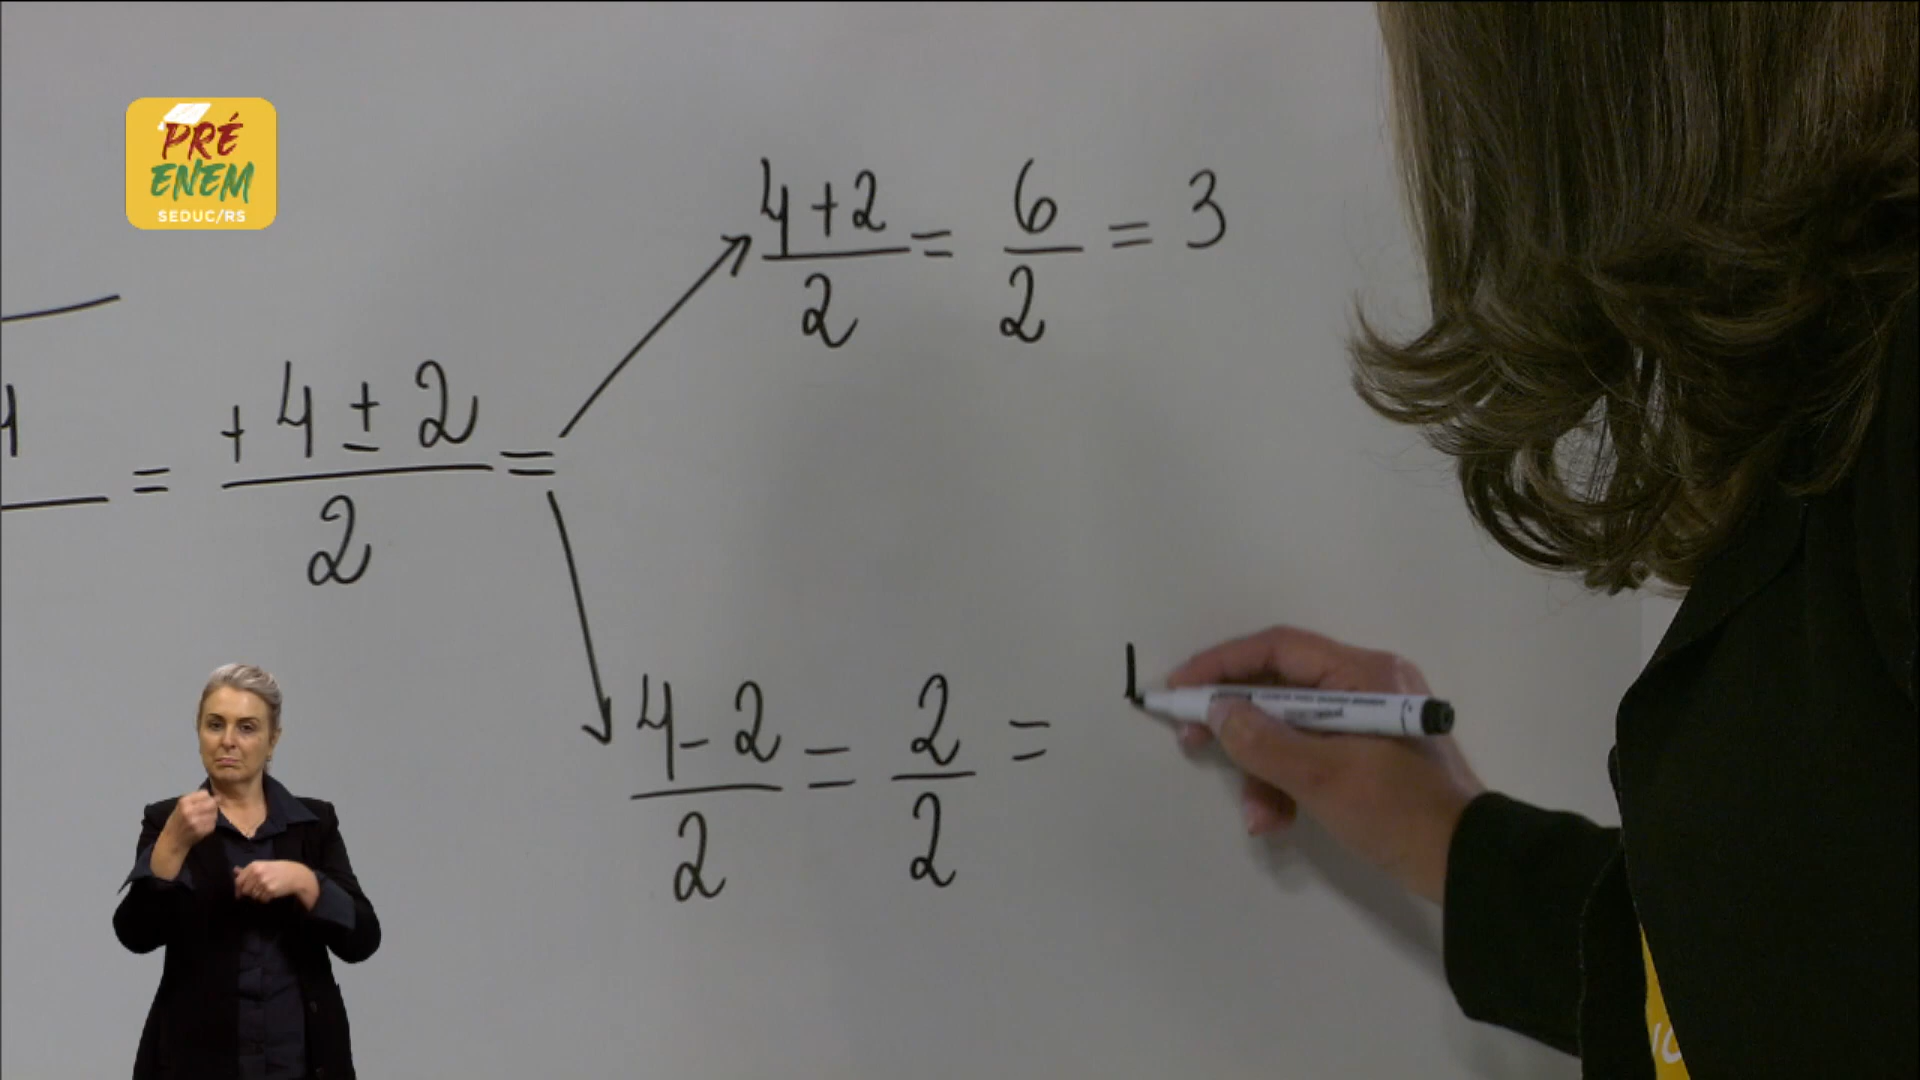 PRÉ
ENEM
SEDUC/RS
4+2/2 = 6/2 = 3
4 = +4±2/2 =
4-2/2 = 2/2 = 1